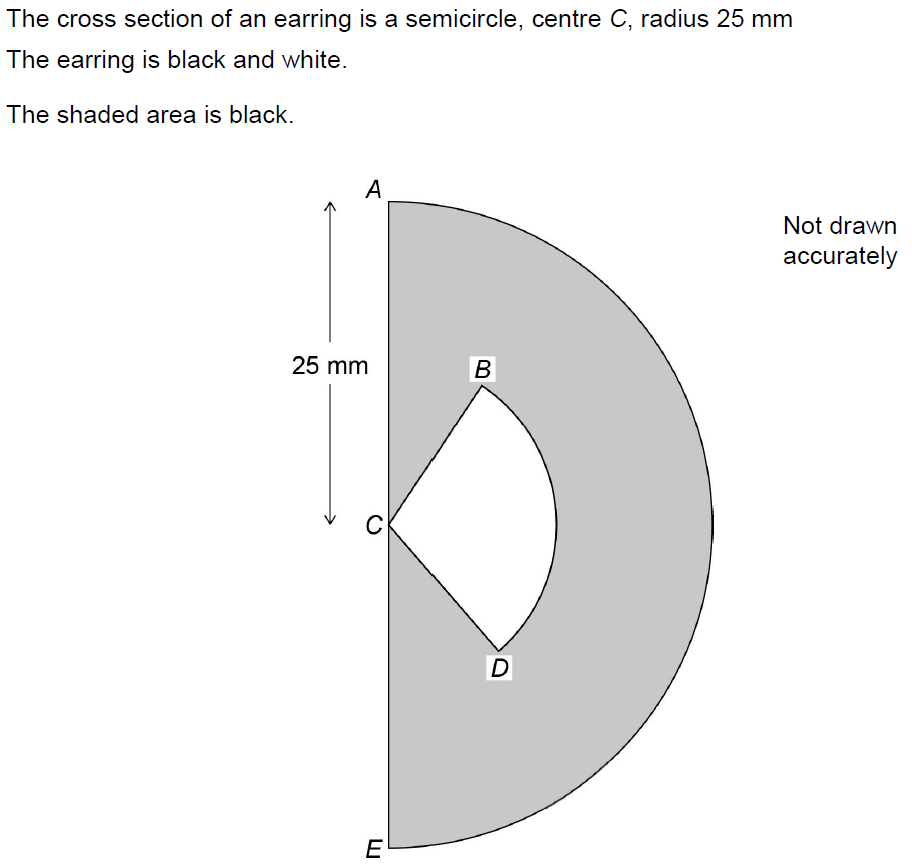 The cross section of an earring is a semicircle, centre C, radius 25 mm
The earring is black and white.
The shaded area is black.
A
Not drawn
accurately
25 mm
B
C
D
E